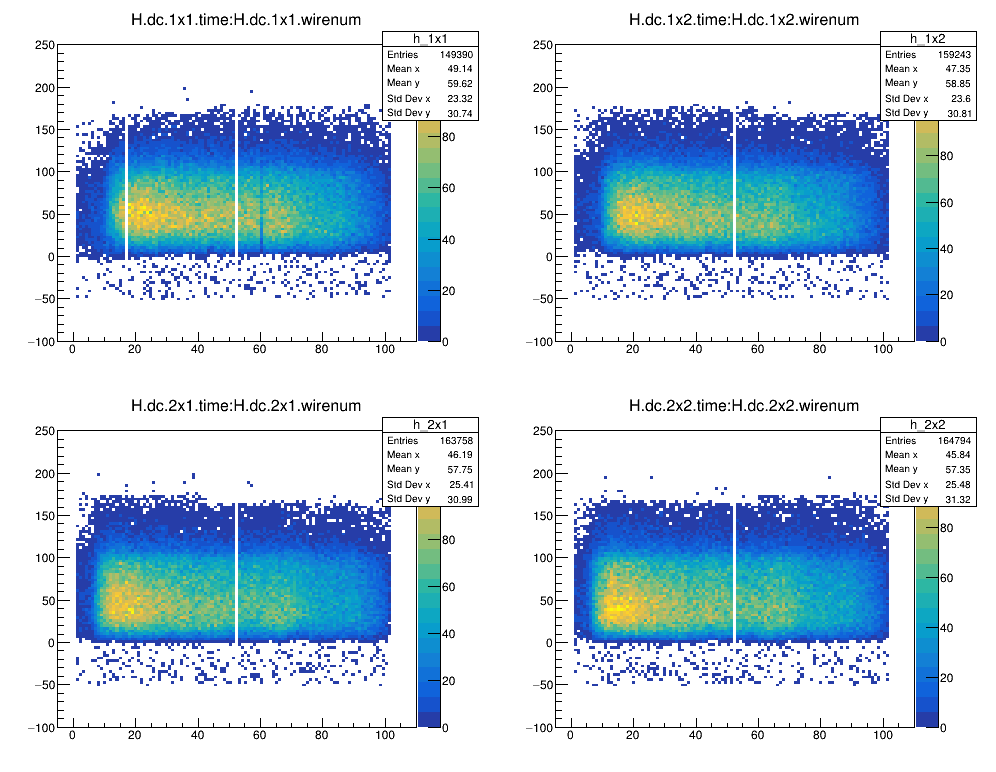 H.dc.1x1.time:H.dc.1x1.wirenum
h_1x1
Entries 149390
Mean x 49.14
Mean y 59.62
Std Dev x 23.32
Std Dev y 30.74
250
200
150
100
50
0
−50
−100
0 20 40 60 80 100
80
60
40
20
0
H.dc.1x2.time:H.dc.1x2.wirenum
h_1x2
Entries 159243
Mean x 47.35
Mean y 58.85
Std Dev x 23.6
Std Dev y 30.81
250
200
150
100
50
0
−50
−100
0 20 40 60 80 100
80
60
40
20
0
H.dc.2x1.time:H.dc.2x1.wirenum
h_2x1
Entries 163758
Mean x 46.19
Mean y 57.75
Std Dev x 25.41
Std Dev y 30.99
250
200
150
100
50
0
−50
−100
0 20 40 60 80 100
80
60
40
20
0
H.dc.2x2.time:H.dc.2x2.wirenum
h_2x2
Entries 164794
Mean x 45.84
Mean y 57.35
Std Dev x 25.48
Std Dev y 31.32
250
200
150
100
50
0
−50
−100
0 20 40 60 80 100
80
60
40
20
0